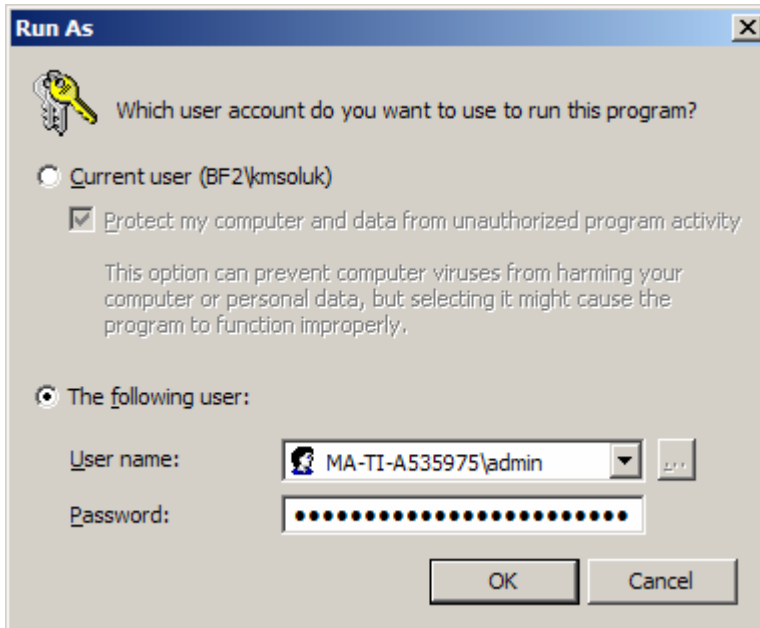 Run As
Which user account do you want to use to run this program?
Current user (BF2\kmsoluk)
Protect my computer and data from unauthorized program activity
This option can prevent computer viruses from harming your
computer or personal data, but selecting it might cause the
program to function improperly.
The following user:
User name: MA-TI-A535975\admin ...
Password: ●●●●●●●●●●●●●●●●●●●●●●●●
OK Cancel